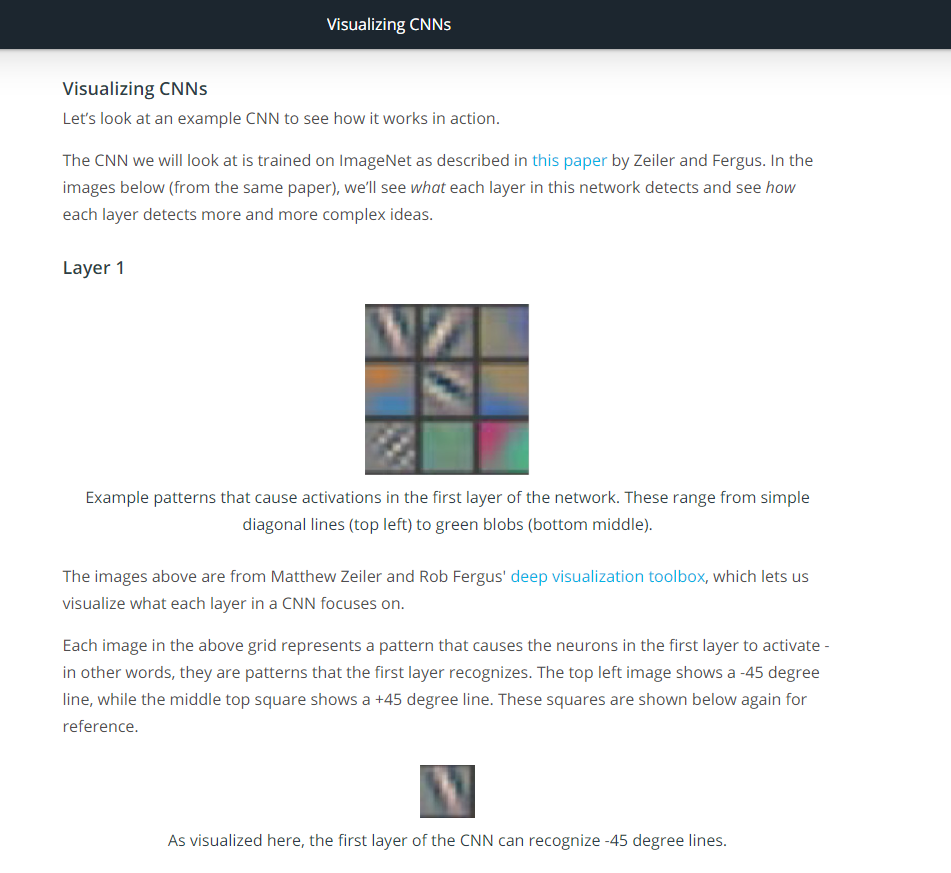 Visualizing CNNs
Visualizing CNNs
Let's look at an example CNN to see how it works in action.
The CNN we will look at is trained on ImageNet as described in this paper by Zeiler and Fergus. In the
images below (from the same paper), we'll see what each layer in this network detects and see how
each layer detects more and more complex ideas.
Layer 1
Example patterns that cause activations in the first layer of the network. These range from simple
diagonal lines (top left) to green blobs (bottom middle).
The images above are from Matthew Zeiler and Rob Fergus' deep visualization toolbox, which lets us
visualize what each layer in a CNN focuses on.
Each image in the above grid represents a pattern that causes the neurons in the first layer to activate -
in other words, they are patterns that the first layer recognizes. The top left image shows a -45 degree
line, while the middle top square shows a +45 degree line. These squares are shown below again for
reference.
As visualized here, the first layer of the CNN can recognize -45 degree lines.